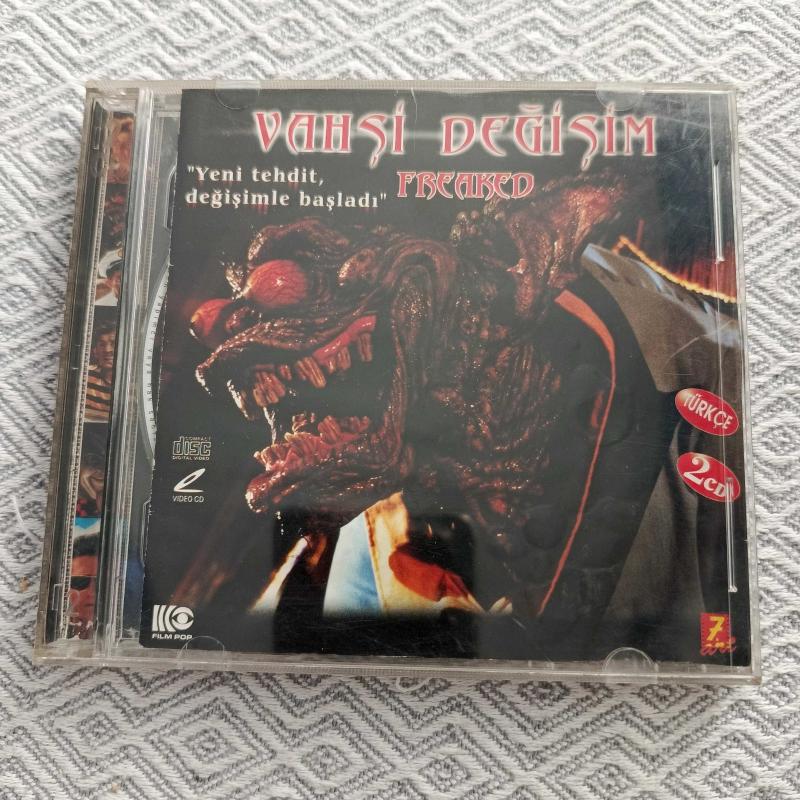 VAHŞİ DEĞİŞİM
"Yeni tehdit,
değişimle başladı"
FREAKED
TÜRKÇE
2CD
COMPACT
disc
DIGITAL VIDEO
VIDEO CD
FILM POP
7.
art